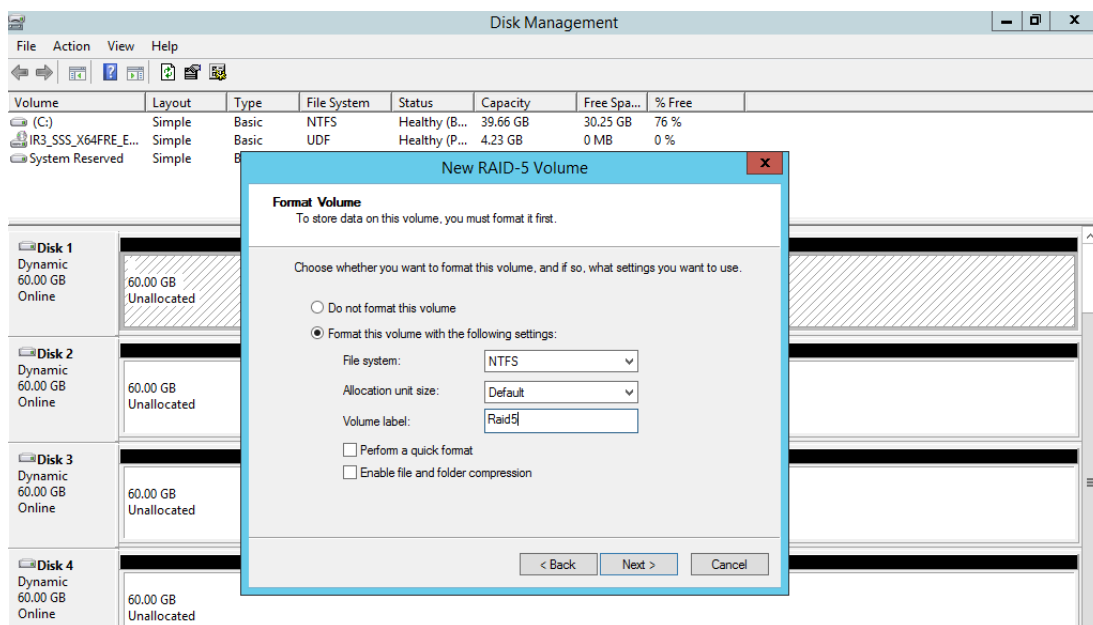 Disk Management
File Action View Help
Volume Layout Type File System Status Capacity Free Spa... % Free
(C:) Simple Basic NTFS Healthy (B... 39.66 GB 30.25 GB 76 %
IR3_SSS_X64FRE_E... Simple Basic UDF Healthy (P... 4.23 GB 0 MB 0 %
System Reserved Simple B
New RAID-5 Volume
Format Volume
To store data on this volume, you must format it first.
Choose whether you want to format this volume, and if so, what settings you want to use.
Do not format this volume
Format this volume with the following settings:
File system: NTFS
Allocation unit size: Default
Volume label: Raid5
Perform a quick format
Enable file and folder compression
< Back Next > Cancel
Disk 1
Dynamic
60.00 GB
Online
60.00 GB
Unallocated
Disk 2
Dynamic
60.00 GB
Online
60.00 GB
Unallocated
Disk 3
Dynamic
60.00 GB
Online
60.00 GB
Unallocated
Disk 4
Dynamic
60.00 GB
Online
60.00 GB
Unallocated